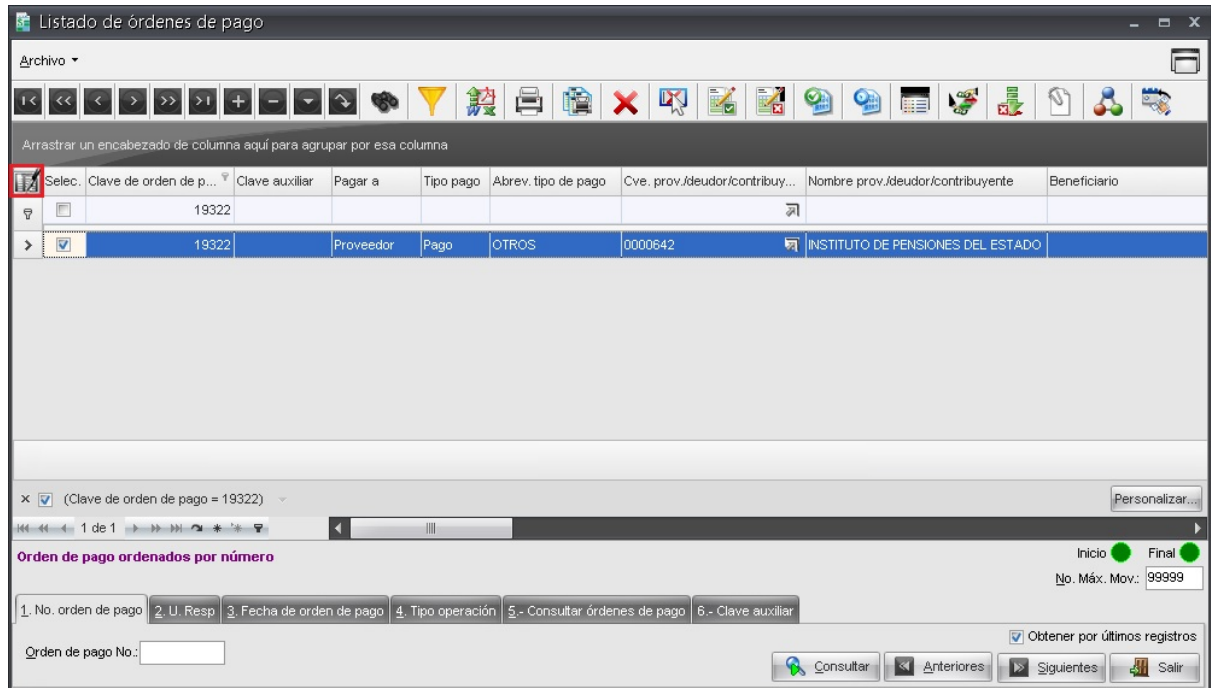 Listado de órdenes de pago
Archivo
Arrastrar un encabezado de columna aquí para agrupar por esa columna
Selec. Clave de orden de p... Clave auxiliar Pagar a Tipo pago Abrev. tipo de pago Cve. prov./deudor/contribuy... Nombre prov./deudor/contribuyente Beneficiario
19322
19322 Proveedor Pago OTROS 0000642 INSTITUTO DE PENSIONES DEL ESTADO
(Clave de orden de pago = 19322) Personalizar...
1 de 1
Orden de pago ordenados por número Inicio Final
No. Máx. Mov.: 99999
1. No. orden de pago 2. U. Resp 3. Fecha de orden de pago 4. Tipo operación 5.- Consultar órdenes de pago 6.- Clave auxiliar
Obtener por últimos registros
Orden de pago No.: Consultar Anteriores Siguientes Salir